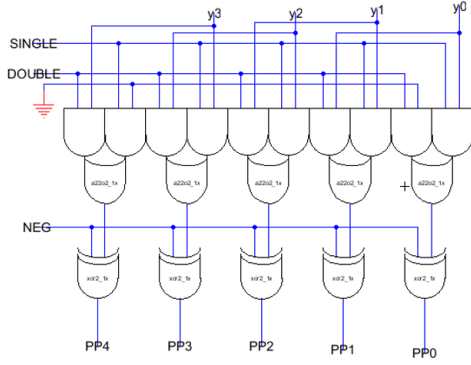 y3 y2 y1 y0
SINGLE
DOUBLE
a22o2_1x a22o2_1x a22o2_1x a22o2_1x a22o2_1x
NEG
xor2_1x xor2_1x xor2_1x xor2_1x xor2_1x
PP4 PP3 PP2 PP1 PP0